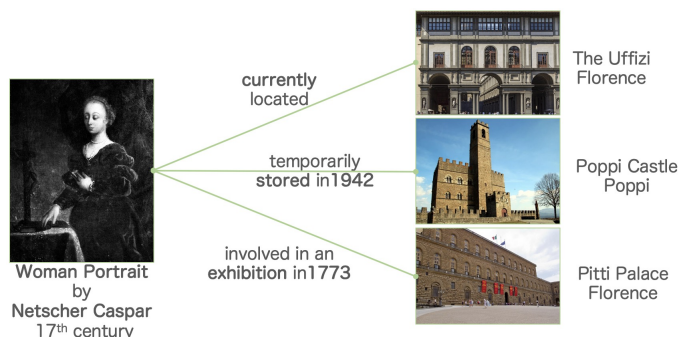 currently
located
The Uffizi
Florence
temporarily
stored in1942
Poppi Castle
Poppi
involved in an
exhibition in1773
Pitti Palace
Florence
Woman Portrait
by
Netscher Caspar
17th century